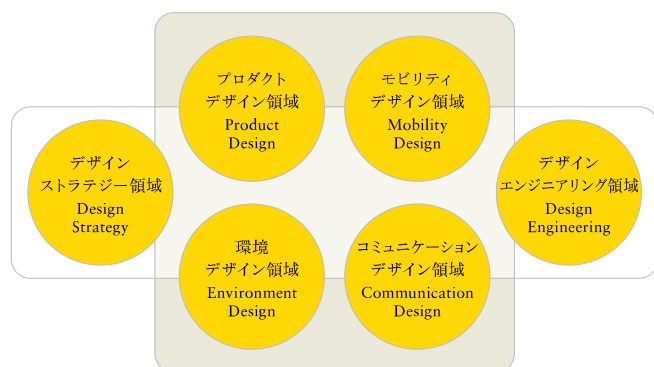 プロダクト
デザイン領域
Product
Design
モビリティ
デザイン領域
Mobility
Design
デザイン
ストラテジー領域
Design
Strategy
デザイン
エンジニアリング領域
Design
Engineering
環境
デザイン領域
Environment
Design
コミュニケーション
デザイン領域
Communication
Design